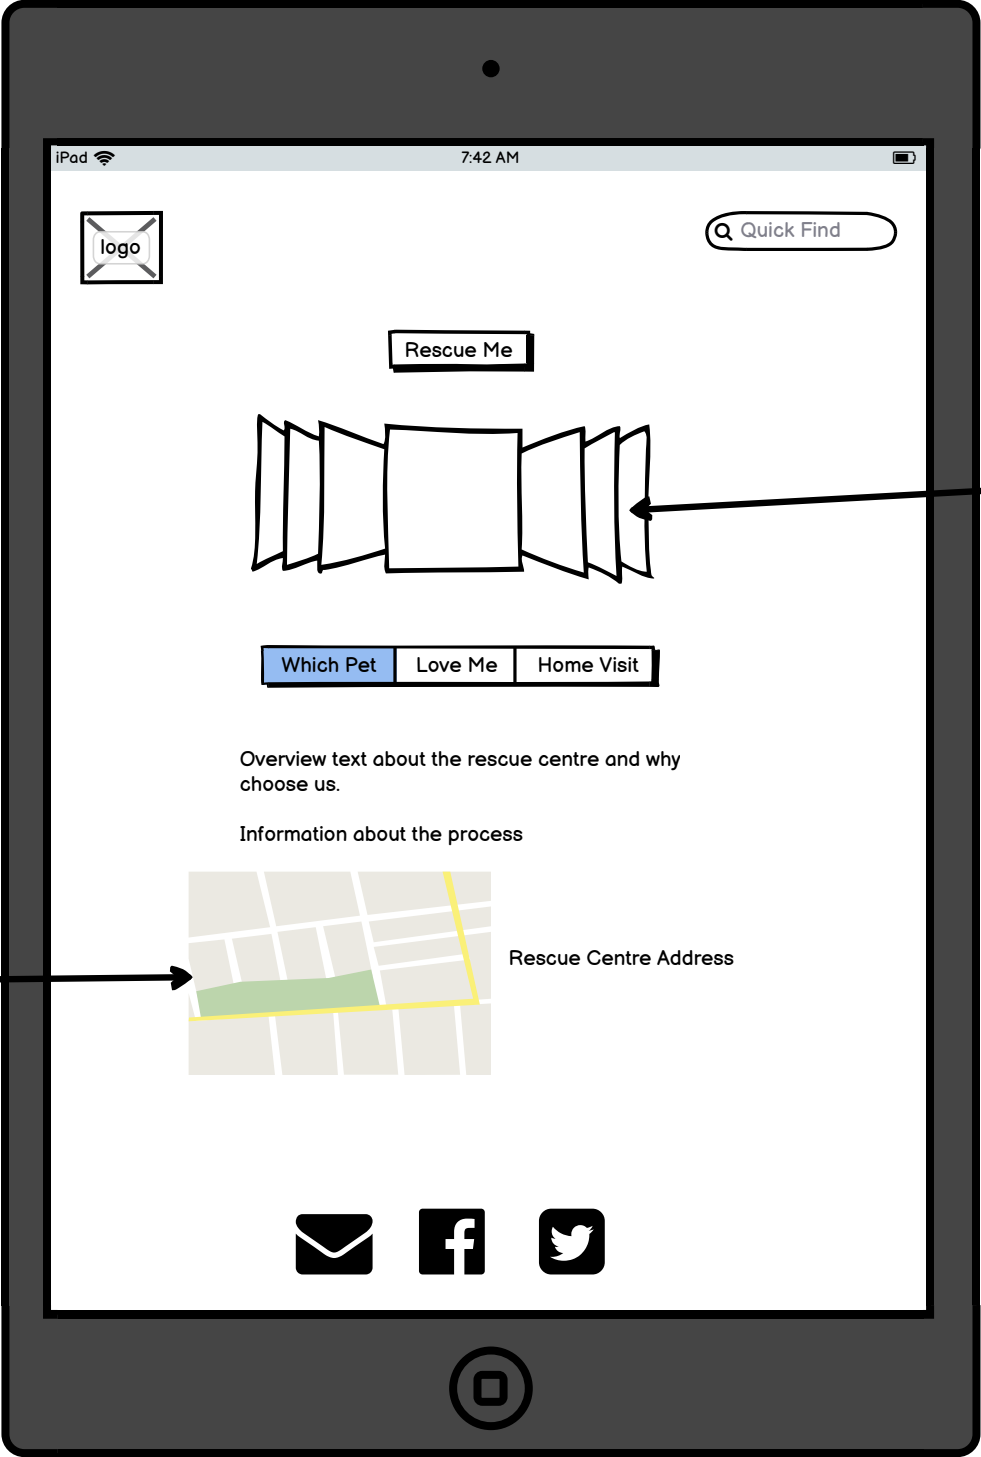 iPad
7:42 AM
logo
Quick Find
Rescue Me
Which Pet
Love Me
Home Visit
Overview text about the rescue centre and why
choose us.
Information about the process
Rescue Centre Address